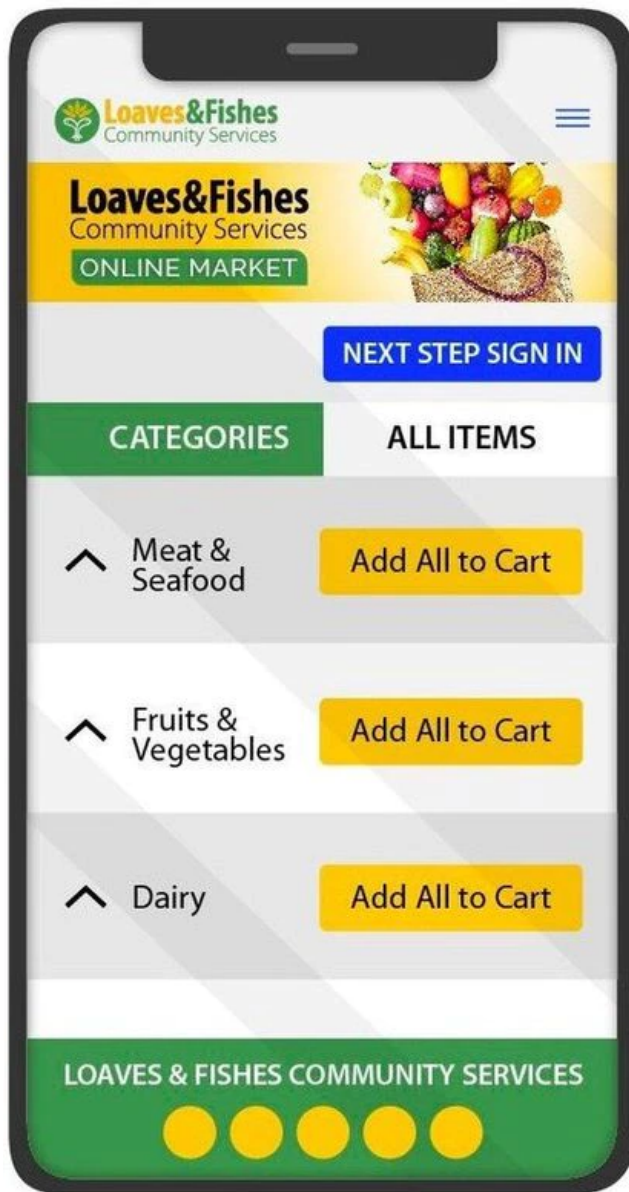 Loaves&Fishes
Community Services
Loaves&Fishes
Community Services
ONLINE MARKET
NEXT STEP SIGN IN
CATEGORIES
ALL ITEMS
Meat &
Seafood
Add All to Cart
Fruits &
Vegetables
Add All to Cart
Dairy
Add All to Cart
LOAVES & FISHES COMMUNITY SERVICES